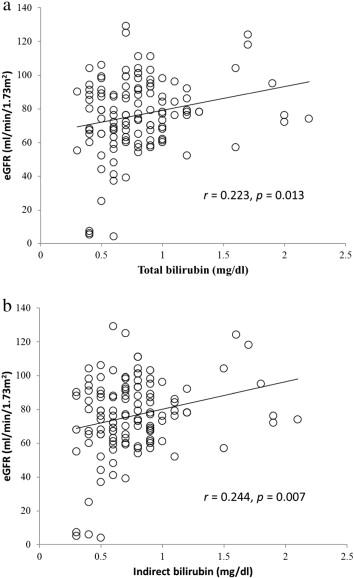 a
140
120
100
80
60
40
20
0
eGFR (ml/min/1.73m²)
r = 0.223, p = 0.013
0 0.5 1 1.5 2 2.5
Total bilirubin (mg/dl)
b
140
120
100
80
60
40
20
0
eGFR (ml/min/1.73m²)
r = 0.244, p = 0.007
0 0.5 1 1.5 2 2.5
Indirect bilirubin (mg/dl)